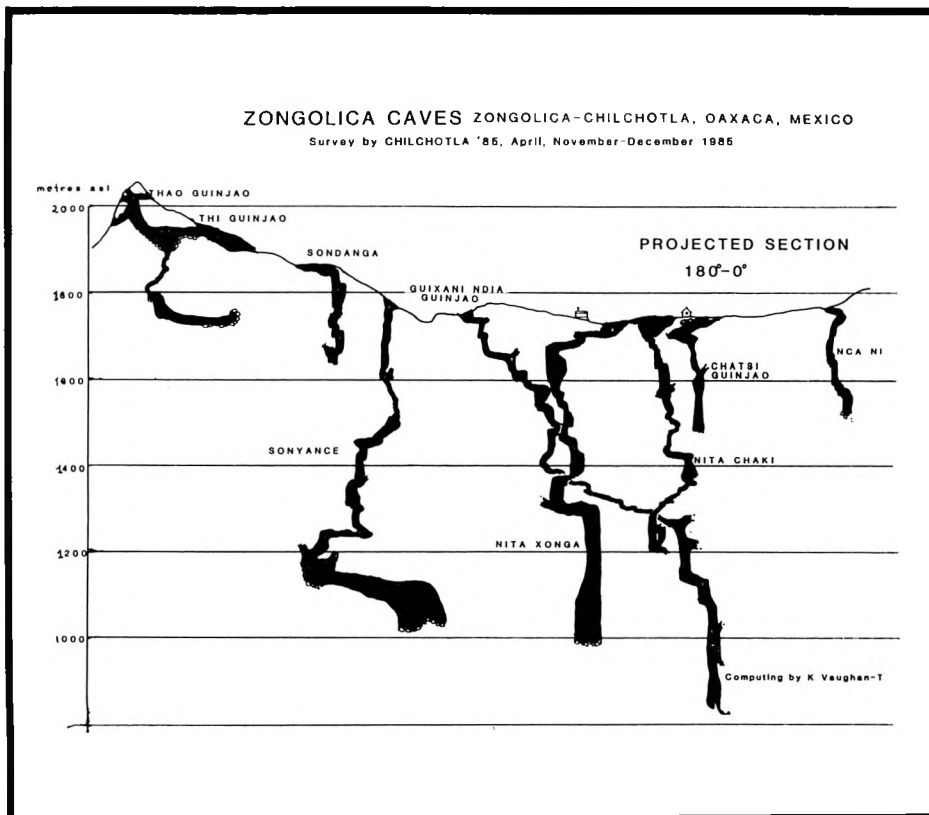 ZONGOLICA CAVES ZONGOLICA-CHILCHOTLA, OAXACA, MEXICO
Survey by CHILCHOTLA '85, April, November-December 1985
metres asl
THAO GUINJAO
2000
THI GUINJAO
SONDANGA
PROJECTED SECTION
180°-0°
1800
GUIXANI NDIA
GUINJAO
NCA NI
CHATSI
GUINJAO
1600
SONYANCE
NITA CHAKI
1400
NITA XONGA
1200
1000
Computing by K Vaughan-T